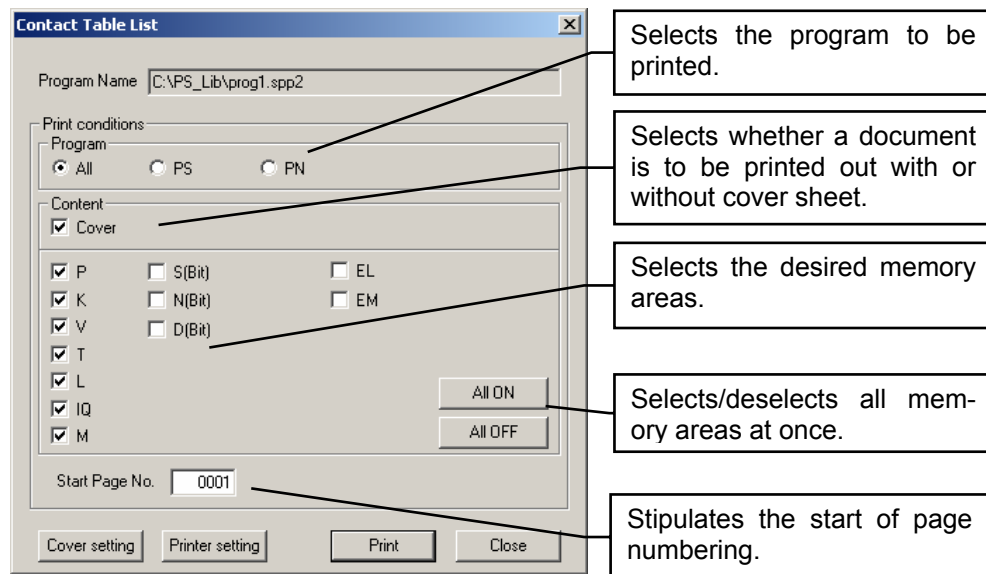 Contact Table List
Program Name C:\PS_Lib\prog1.spp2
Print conditions
Program
All PS PN
Content
Cover
P S(Bit) EL
K N(Bit) EM
V D(Bit)
T
L
IQ
M
All ON
All OFF
Start Page No. 0001
Cover setting Printer setting Print Close
Selects the program to be
printed.
Selects whether a document
is to be printed out with or
without cover sheet.
Selects the desired memory
areas.
Selects/deselects all mem-
ory areas at once.
Stipulates the start of page
numbering.